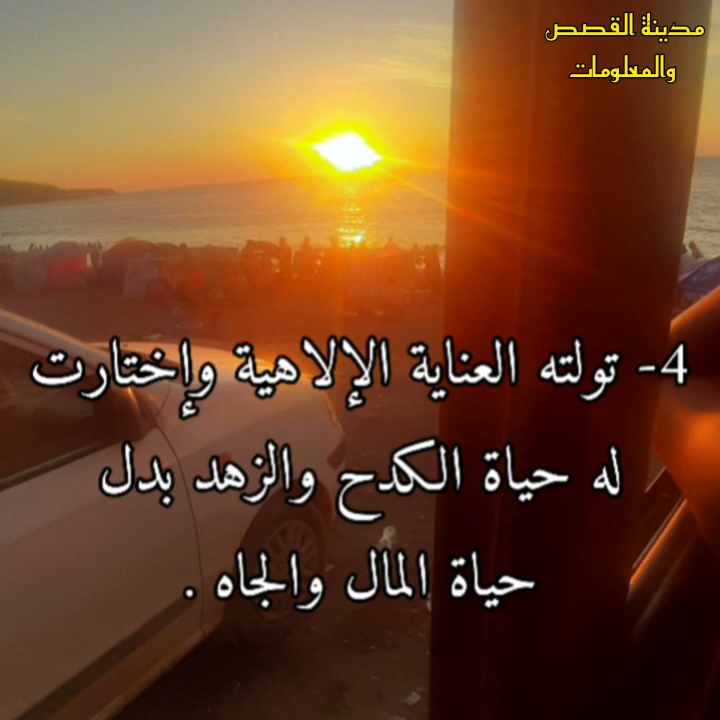 مدينة القصص
والمعلومات
4- تولته العناية الإلاهية وإختارت
له حياة الكدح والزهد بدل
حياة المال والجاه .